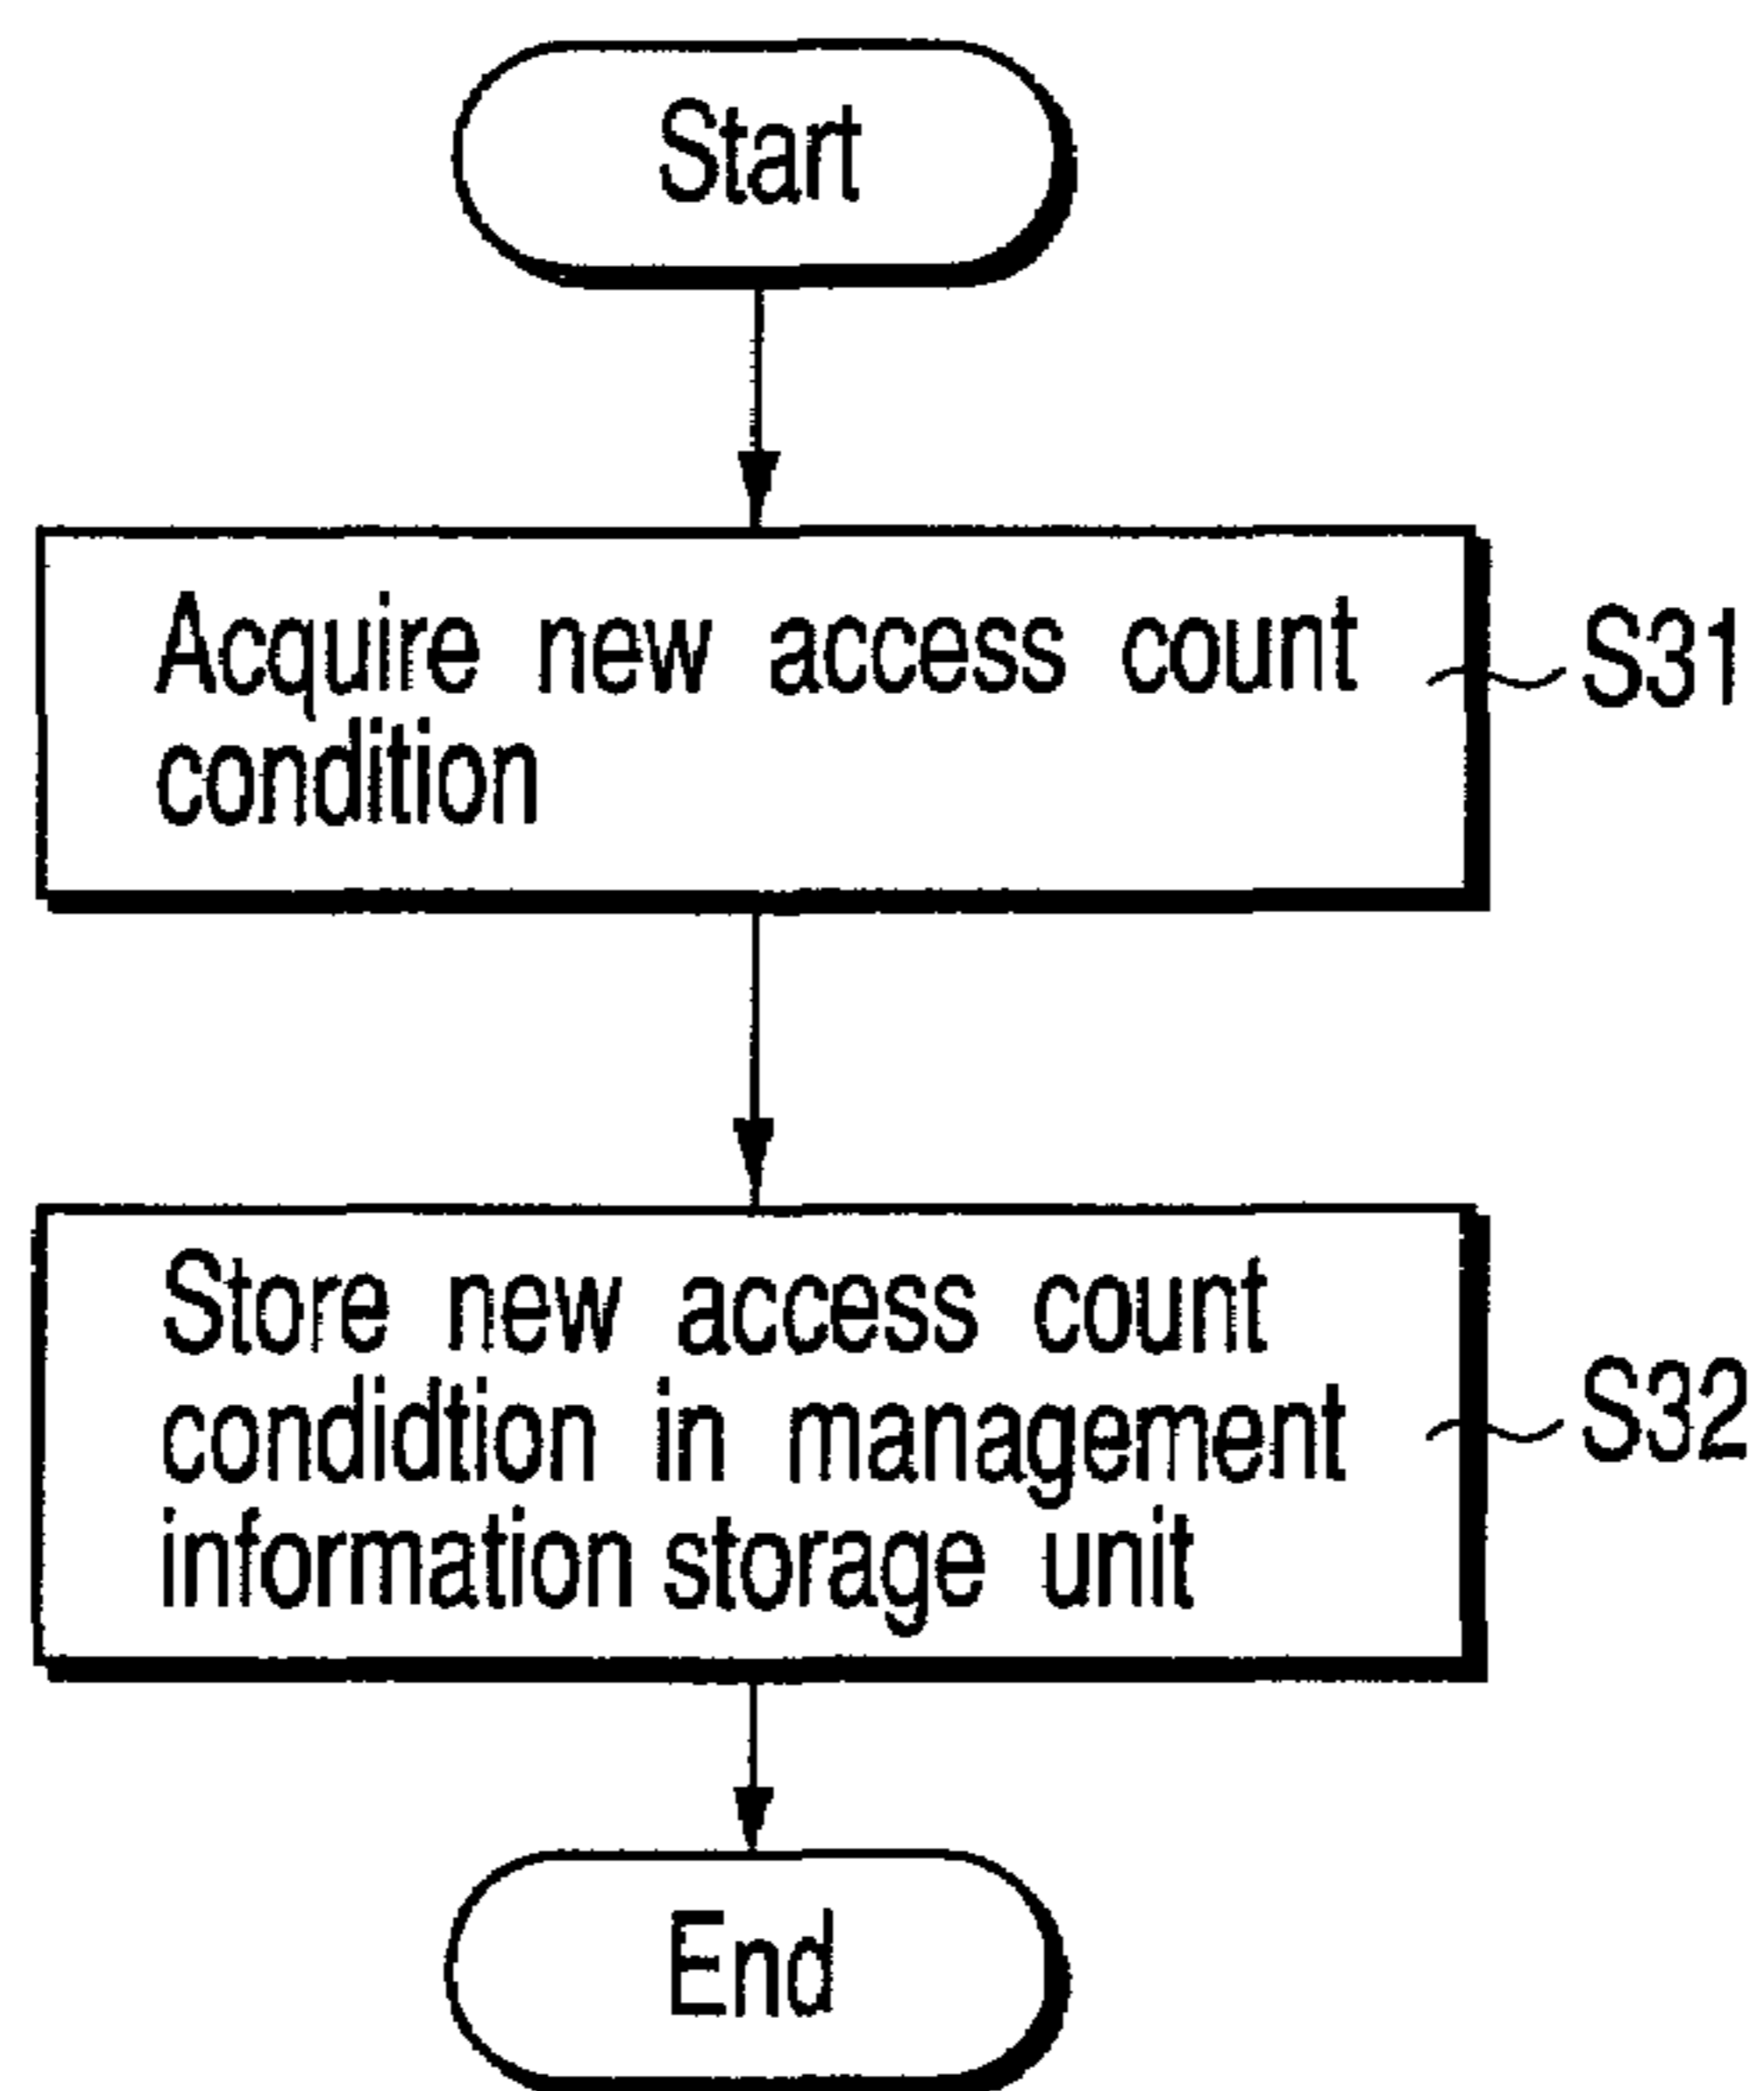 Start
Acquire new access count
condition
S31
Store new access count
condidtion in management
information storage unit
S32
End